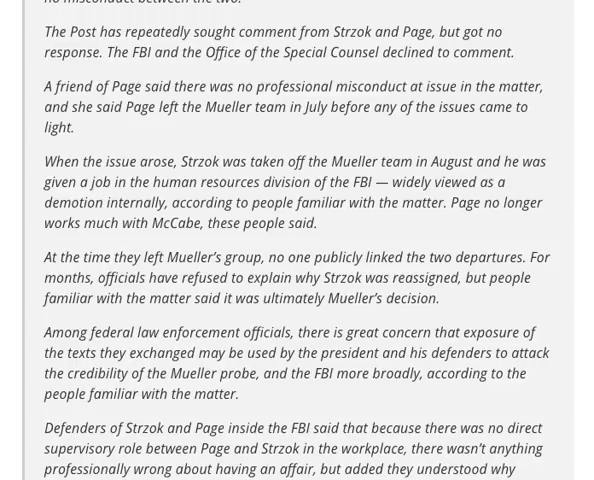 no misconduct between the two.
The Post has repeatedly sought comment from Strzok and Page, but got no
response. The FBI and the Office of the Special Counsel declined to comment.
A friend of Page said there was no professional misconduct at issue in the matter,
and she said Page left the Mueller team in July before any of the issues came to
light.
When the issue arose, Strzok was taken off the Mueller team in August and he was
given a job in the human resources division of the FBI — widely viewed as a
demotion internally, according to people familiar with the matter. Page no longer
works much with McCabe, these people said.
At the time they left Mueller's group, no one publicly linked the two departures. For
months, officials have refused to explain why Strzok was reassigned, but people
familiar with the matter said it was ultimately Mueller's decision.
Among federal law enforcement officials, there is great concern that exposure of
the texts they exchanged may be used by the president and his defenders to attack
the credibility of the Mueller probe, and the FBI more broadly, according to the
people familiar with the matter.
Defenders of Strzok and Page inside the FBI said that because there was no direct
supervisory role between Page and Strzok in the workplace, there wasn't anything
professionally wrong about having an affair, but added they understood why